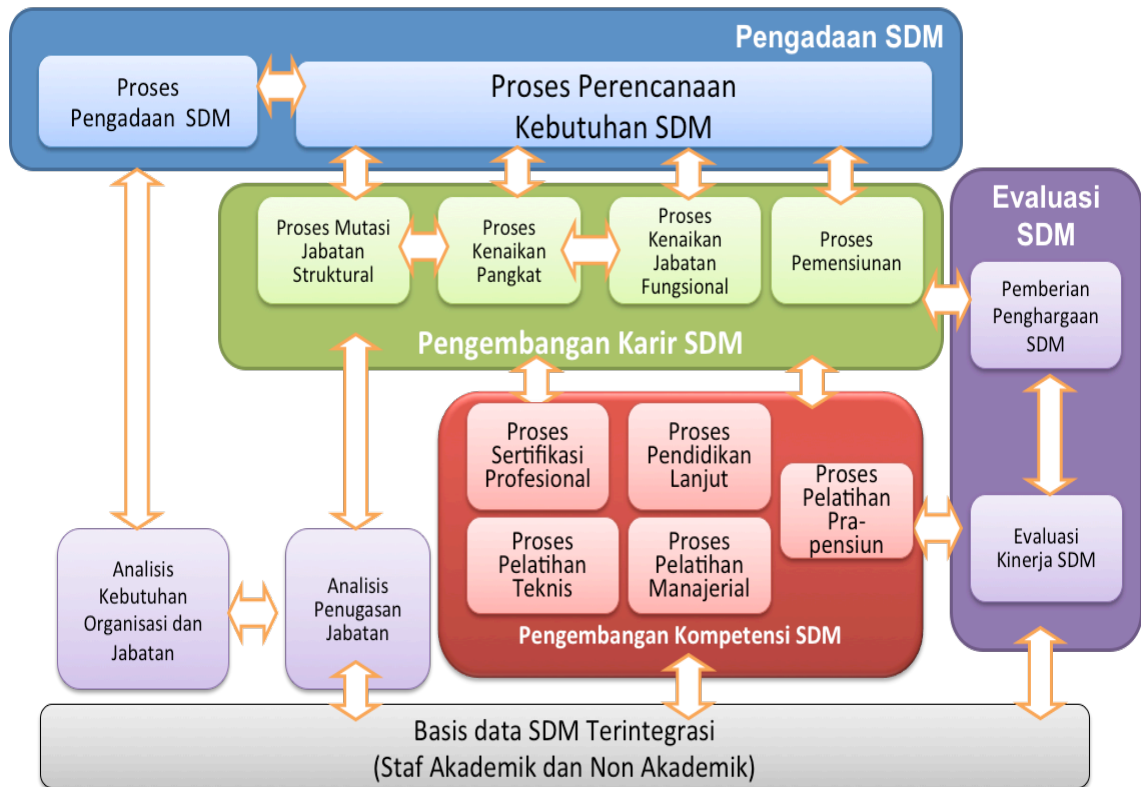 Pengadaan SDM
Proses
Pengadaan SDM
Proses Perencanaan
Kebutuhan SDM
Proses Mutasi
Jabatan
Struktural
Proses
Kenaikan
Pangkat
Proses
Kenaikan
Jabatan
Fungsional
Proses
Pemensiunan
Pengembangan Karir SDM
Evaluasi
SDM
Pemberian
Penghargaan
SDM
Evaluasi
Kinerja SDM
Proses
Sertifikasi
Profesional
Proses
Pendidikan
Lanjut
Proses
Pelatihan
Pra-
pensiun
Proses
Pelatihan
Teknis
Proses
Pelatihan
Manajerial
Pengembangan Kompetensi SDM
Analisis
Kebutuhan
Organisasi dan
Jabatan
Analisis
Penugasan
Jabatan
Basis data SDM Terintegrasi
(Staf Akademik dan Non Akademik)